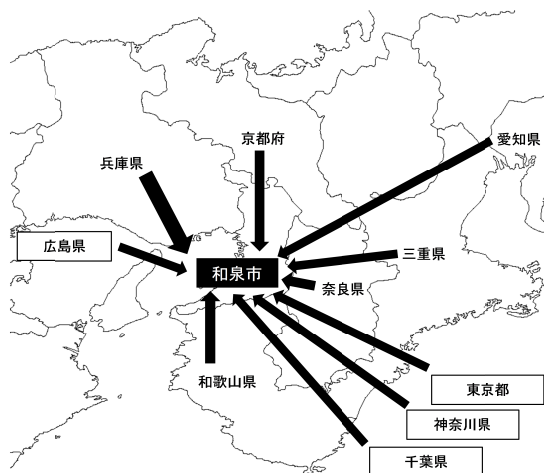 京都府
愛知県
兵庫県
広島県
三重県
和泉市
奈良県
和歌山県
東京都
神奈川県
千葉県